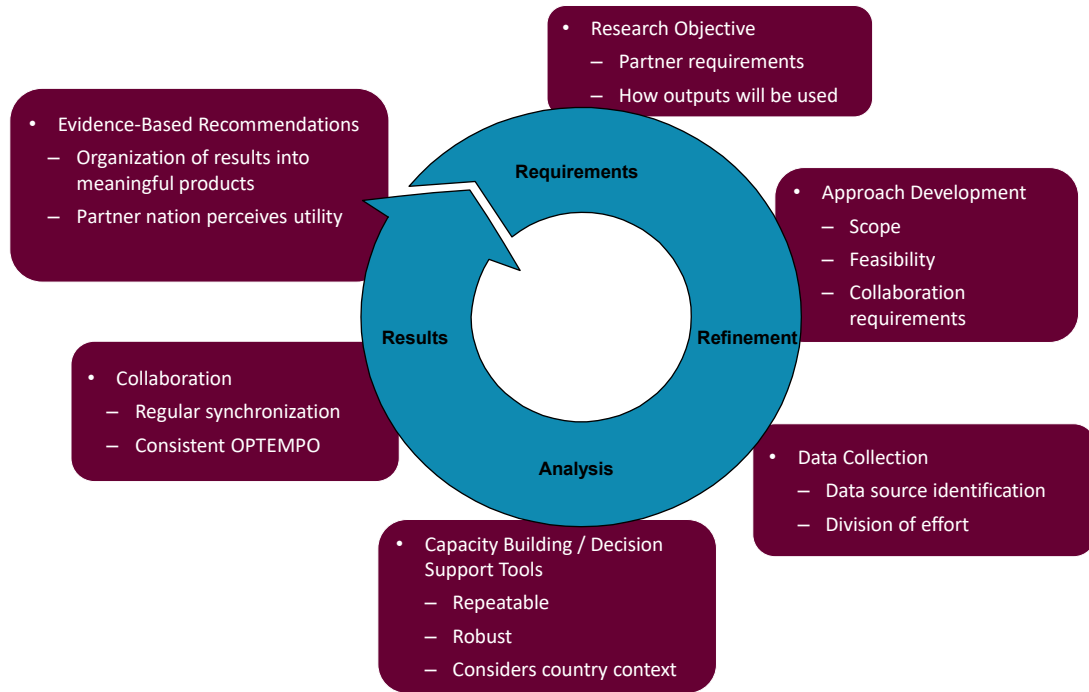 • Research Objective
– Partner requirements
– How outputs will be used
• Evidence-Based Recommendations
– Organization of results into
meaningful products
– Partner nation perceives utility
Requirements
• Approach Development
– Scope
– Feasibility
– Collaboration
requirements
Results
Refinement
• Collaboration
– Regular synchronization
– Consistent OPTEMPO
Analysis
• Data Collection
– Data source identification
– Division of effort
• Capacity Building / Decision
Support Tools
– Repeatable
– Robust
– Considers country context